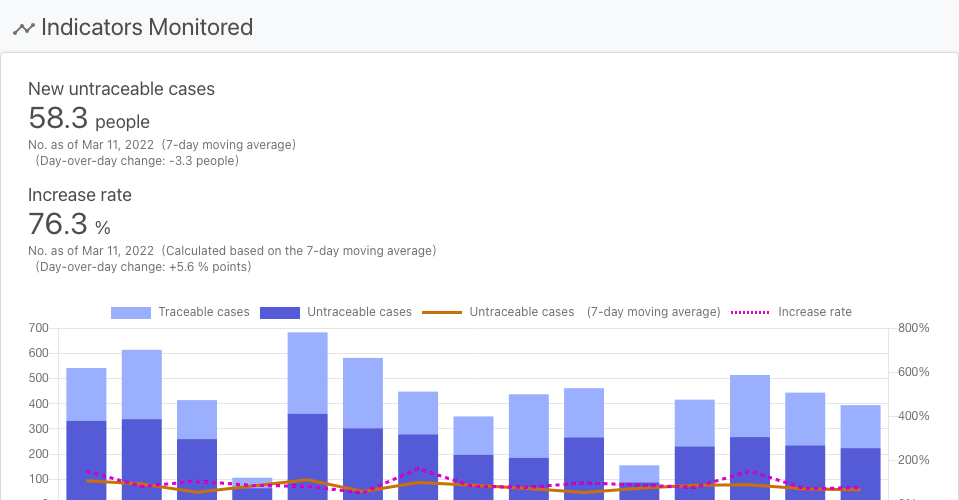 Indicators Monitored
New untraceable cases
58.3 people
No. as of Mar 11, 2022 (7-day moving average)
(Day-over-day change: -3.3 people)
Increase rate
76.3 %
No. as of Mar 11, 2022 (Calculated based on the 7-day moving average)
(Day-over-day change: +5.6 % points)
Traceable cases Untraceable cases Untraceable cases (7-day moving average) Increase rate
700 800%
600
500 600%
400 400%
300
200 200%
100